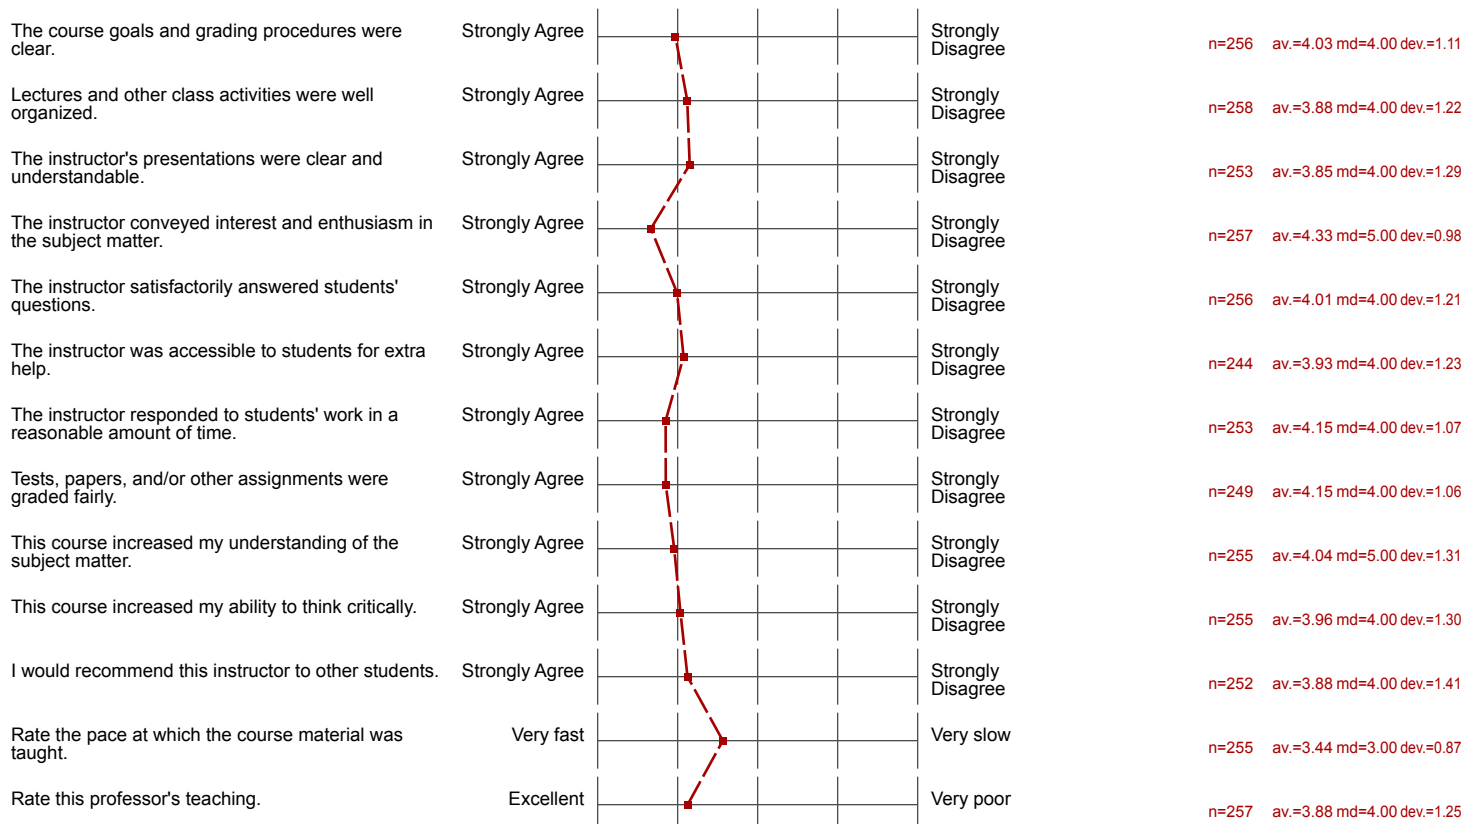 The course goals and grading procedures were
clear.
Strongly Agree
Strongly
Disagree
n=256 av.=4.03 md=4.00 dev.=1.11
Lectures and other class activities were well
organized.
Strongly Agree
Strongly
Disagree
n=258 av.=3.88 md=4.00 dev.=1.22
The instructor's presentations were clear and
understandable.
Strongly Agree
Strongly
Disagree
n=253 av.=3.85 md=4.00 dev.=1.29
The instructor conveyed interest and enthusiasm in
the subject matter.
Strongly Agree
Strongly
Disagree
n=257 av.=4.33 md=5.00 dev.=0.98
The instructor satisfactorily answered students'
questions.
Strongly Agree
Strongly
Disagree
n=256 av.=4.01 md=4.00 dev.=1.21
The instructor was accessible to students for extra
help.
Strongly Agree
Strongly
Disagree
n=244 av.=3.93 md=4.00 dev.=1.23
The instructor responded to students' work in a
reasonable amount of time.
Strongly Agree
Strongly
Disagree
n=253 av.=4.15 md=4.00 dev.=1.07
Tests, papers, and/or other assignments were
graded fairly.
Strongly Agree
Strongly
Disagree
n=249 av.=4.15 md=4.00 dev.=1.06
This course increased my understanding of the
subject matter.
Strongly Agree
Strongly
Disagree
n=255 av.=4.04 md=5.00 dev.=1.31
This course increased my ability to think critically.
Strongly Agree
Strongly
Disagree
n=255 av.=3.96 md=4.00 dev.=1.30
I would recommend this instructor to other students.
Strongly Agree
Strongly
Disagree
n=252 av.=3.88 md=4.00 dev.=1.41
Rate the pace at which the course material was
taught.
Very fast
Very slow
n=255 av.=3.44 md=3.00 dev.=0.87
Rate this professor's teaching.
Excellent
Very poor
n=257 av.=3.88 md=4.00 dev.=1.25